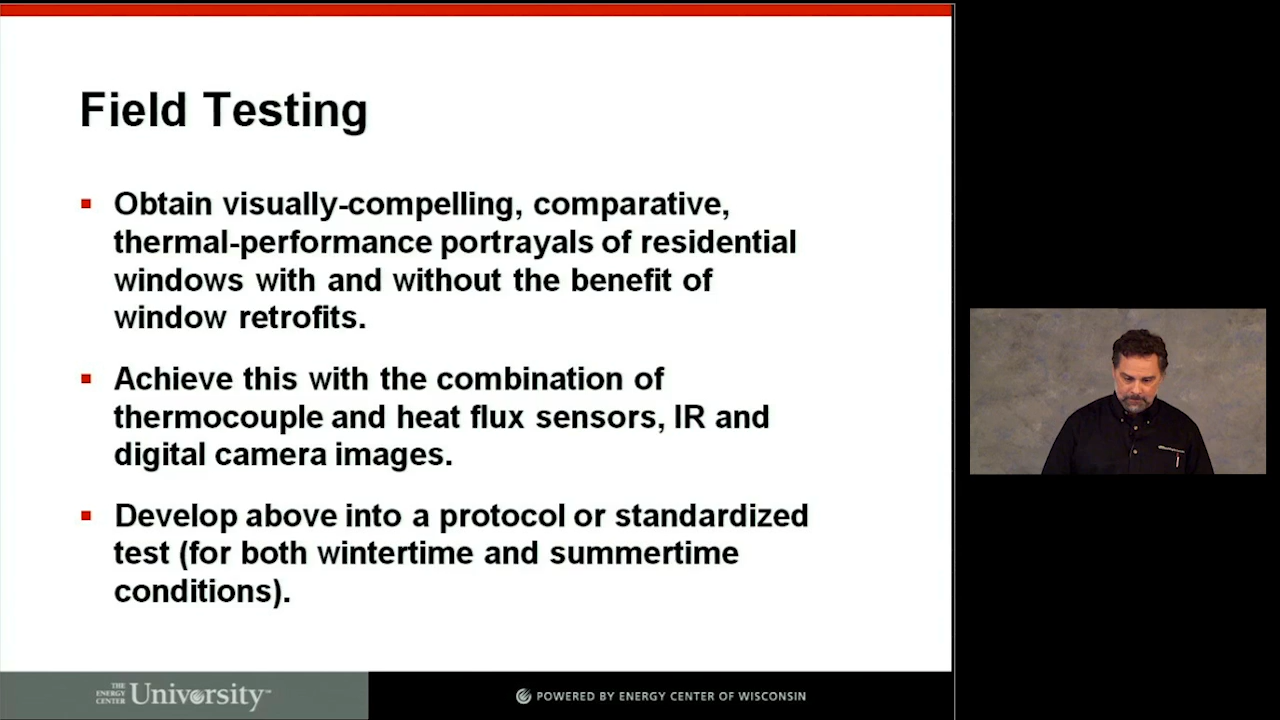 Field Testing
Obtain visually-compelling, comparative,
thermal-performance portrayals of residential
windows with and without the benefit of
window retrofits.
Achieve this with the combination of
thermocouple and heat flux sensors, IR and
digital camera images.
Develop above into a protocol or standardized
test (for both wintertime and summertime
conditions).
THE
ENERGY
CENTER
University™
POWERED BY ENERGY CENTER OF WISCONSIN